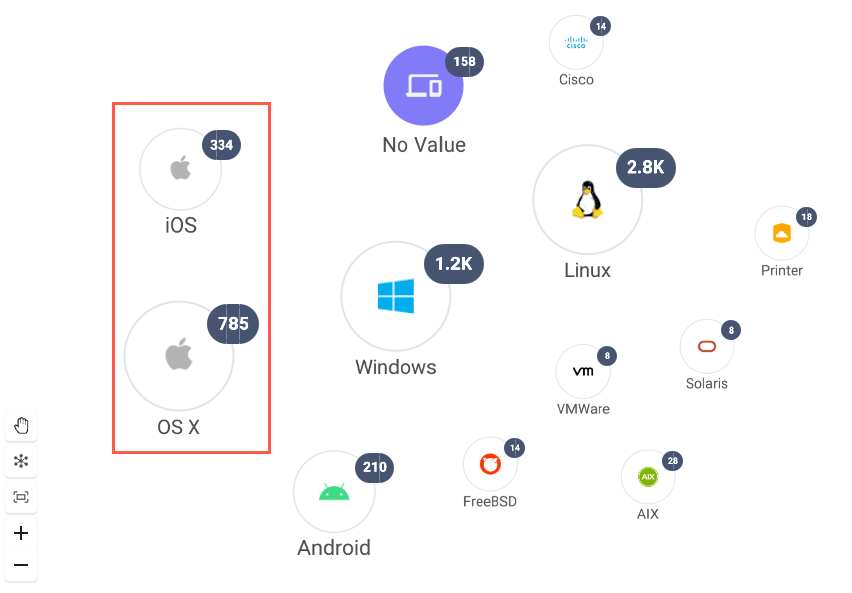 14
CISCO
Cisco
158
No Value
334
iOS
2.8K
Linux
18
Printer
1.2K
Windows
785
OS X
8
Solaris
8
vm
VMWare
210
Android
14
FreeBSD
28
AIX
AIX